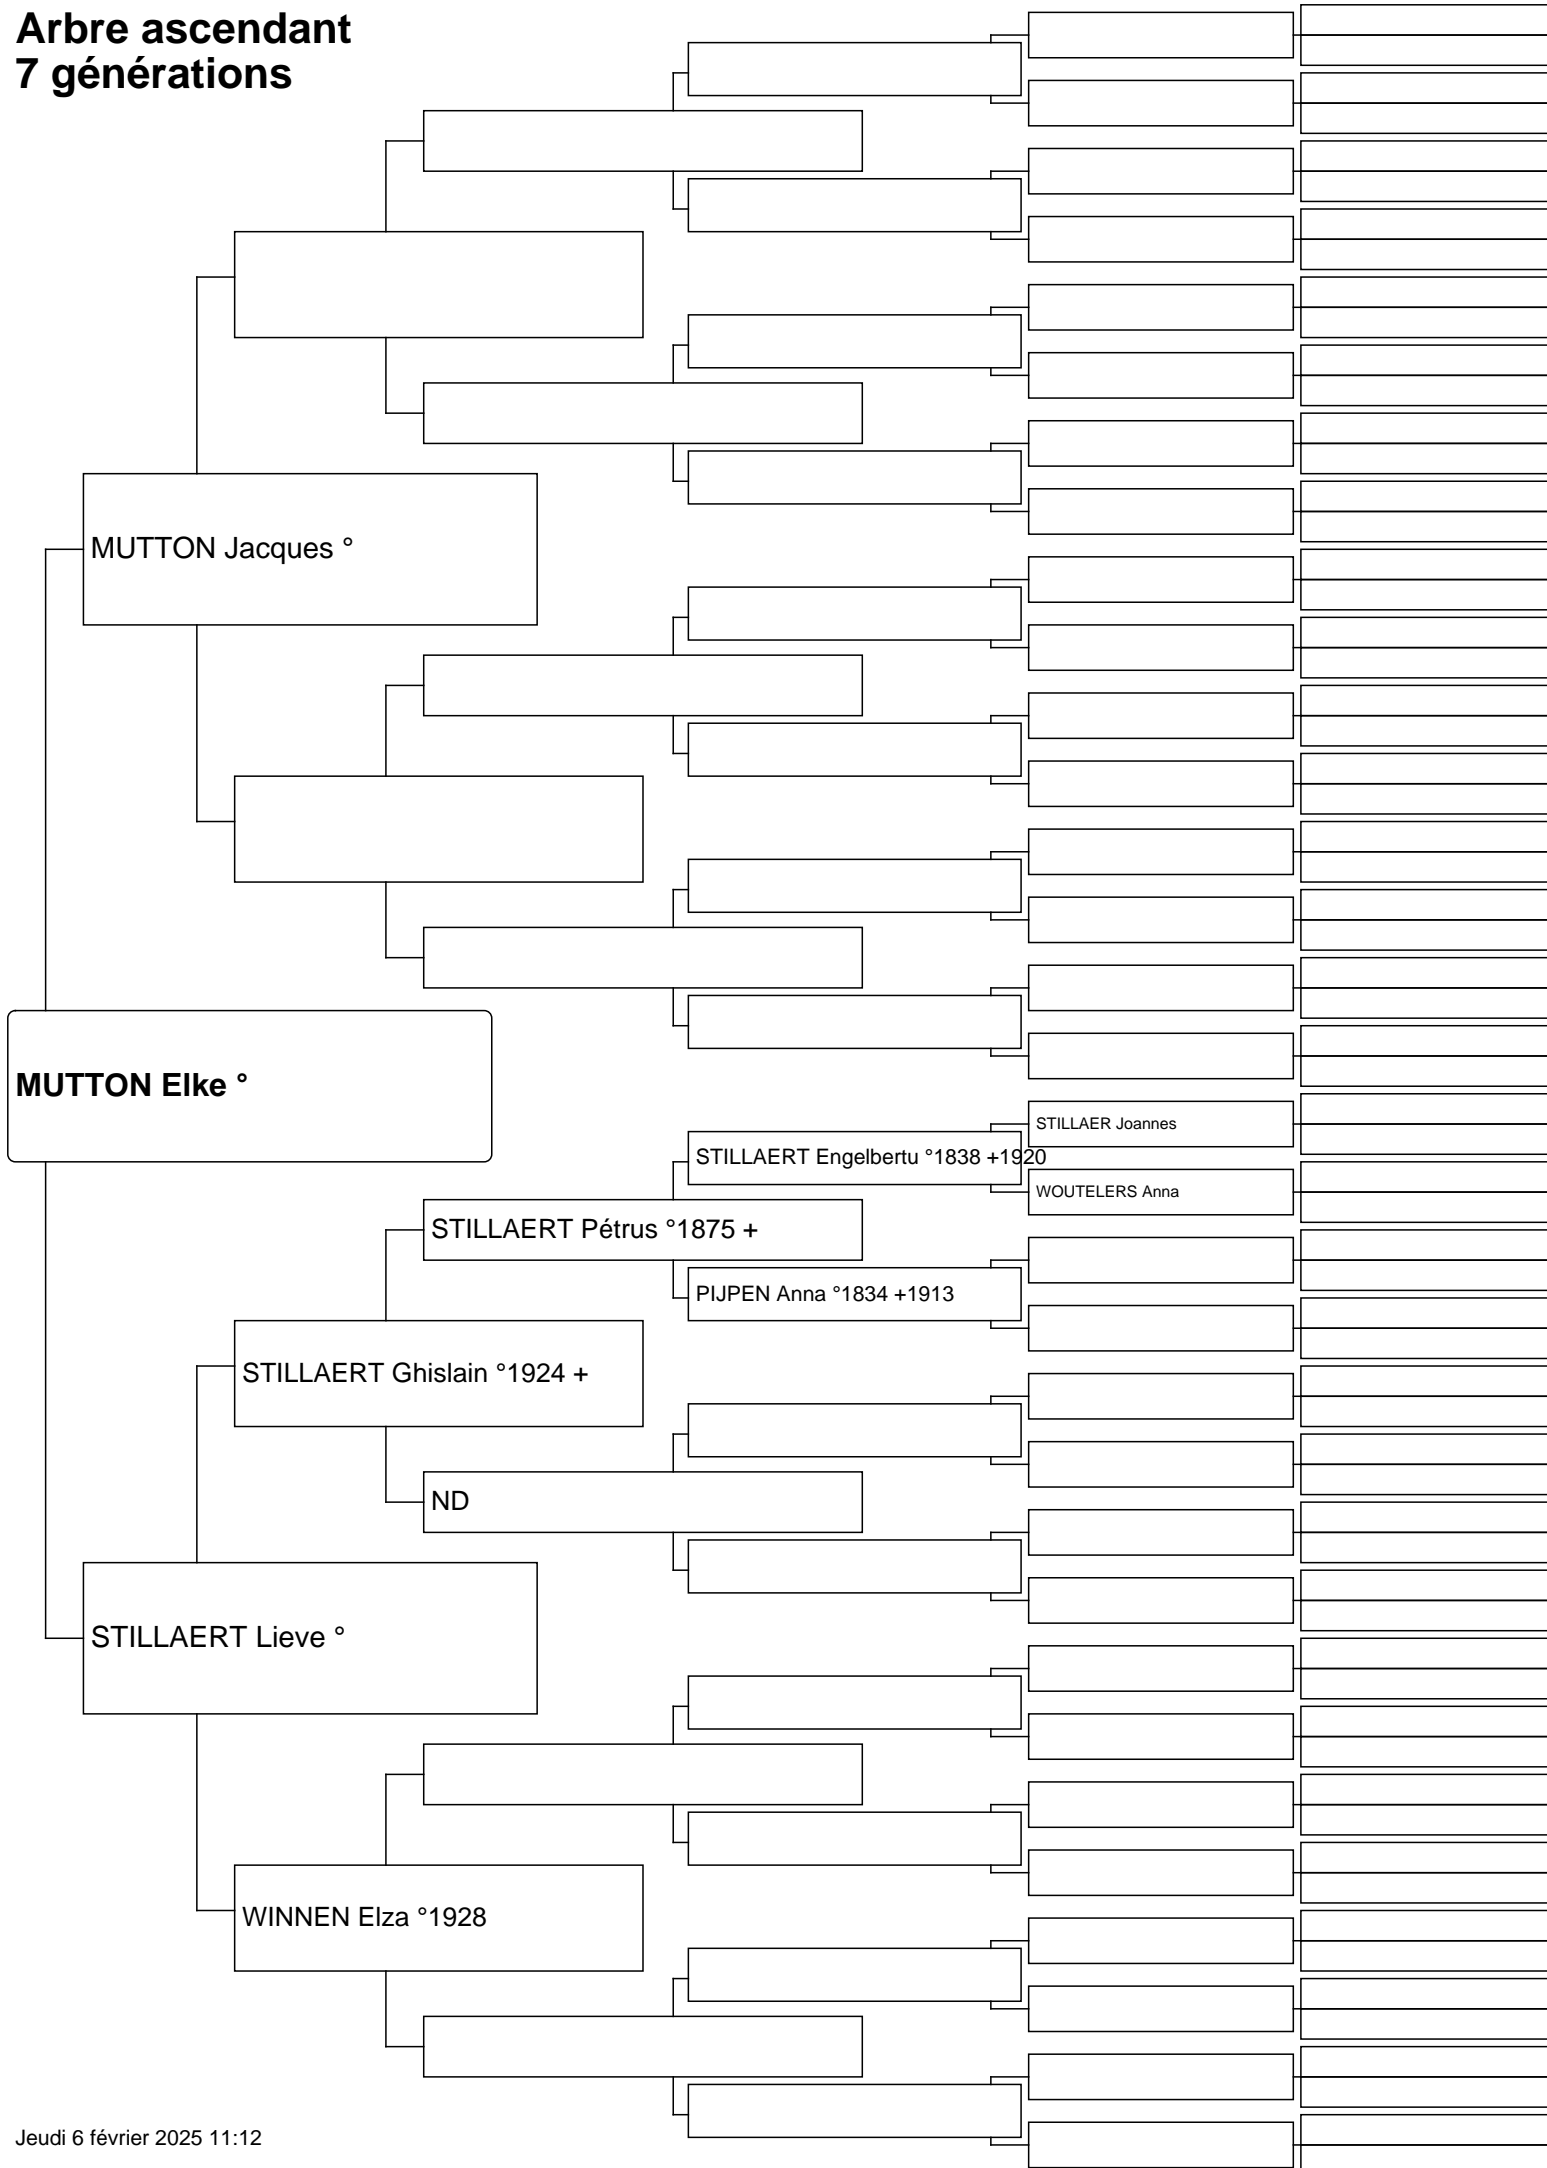 Arbre ascendant
7 générations
MUTTON Jacques °
MUTTON Elke °
STILLAER Joannes
STILLAERT Engelbertu °1838 +1920
WOUTELERS Anna
STILLAERT Pétrus °1875 +
PIJPEN Anna °1834 +1913
STILLAERT Ghislain °1924 +
ND
STILLAERT Lieve °
WINNEN Elza °1928
Jeudi 6 février 2025 11:12